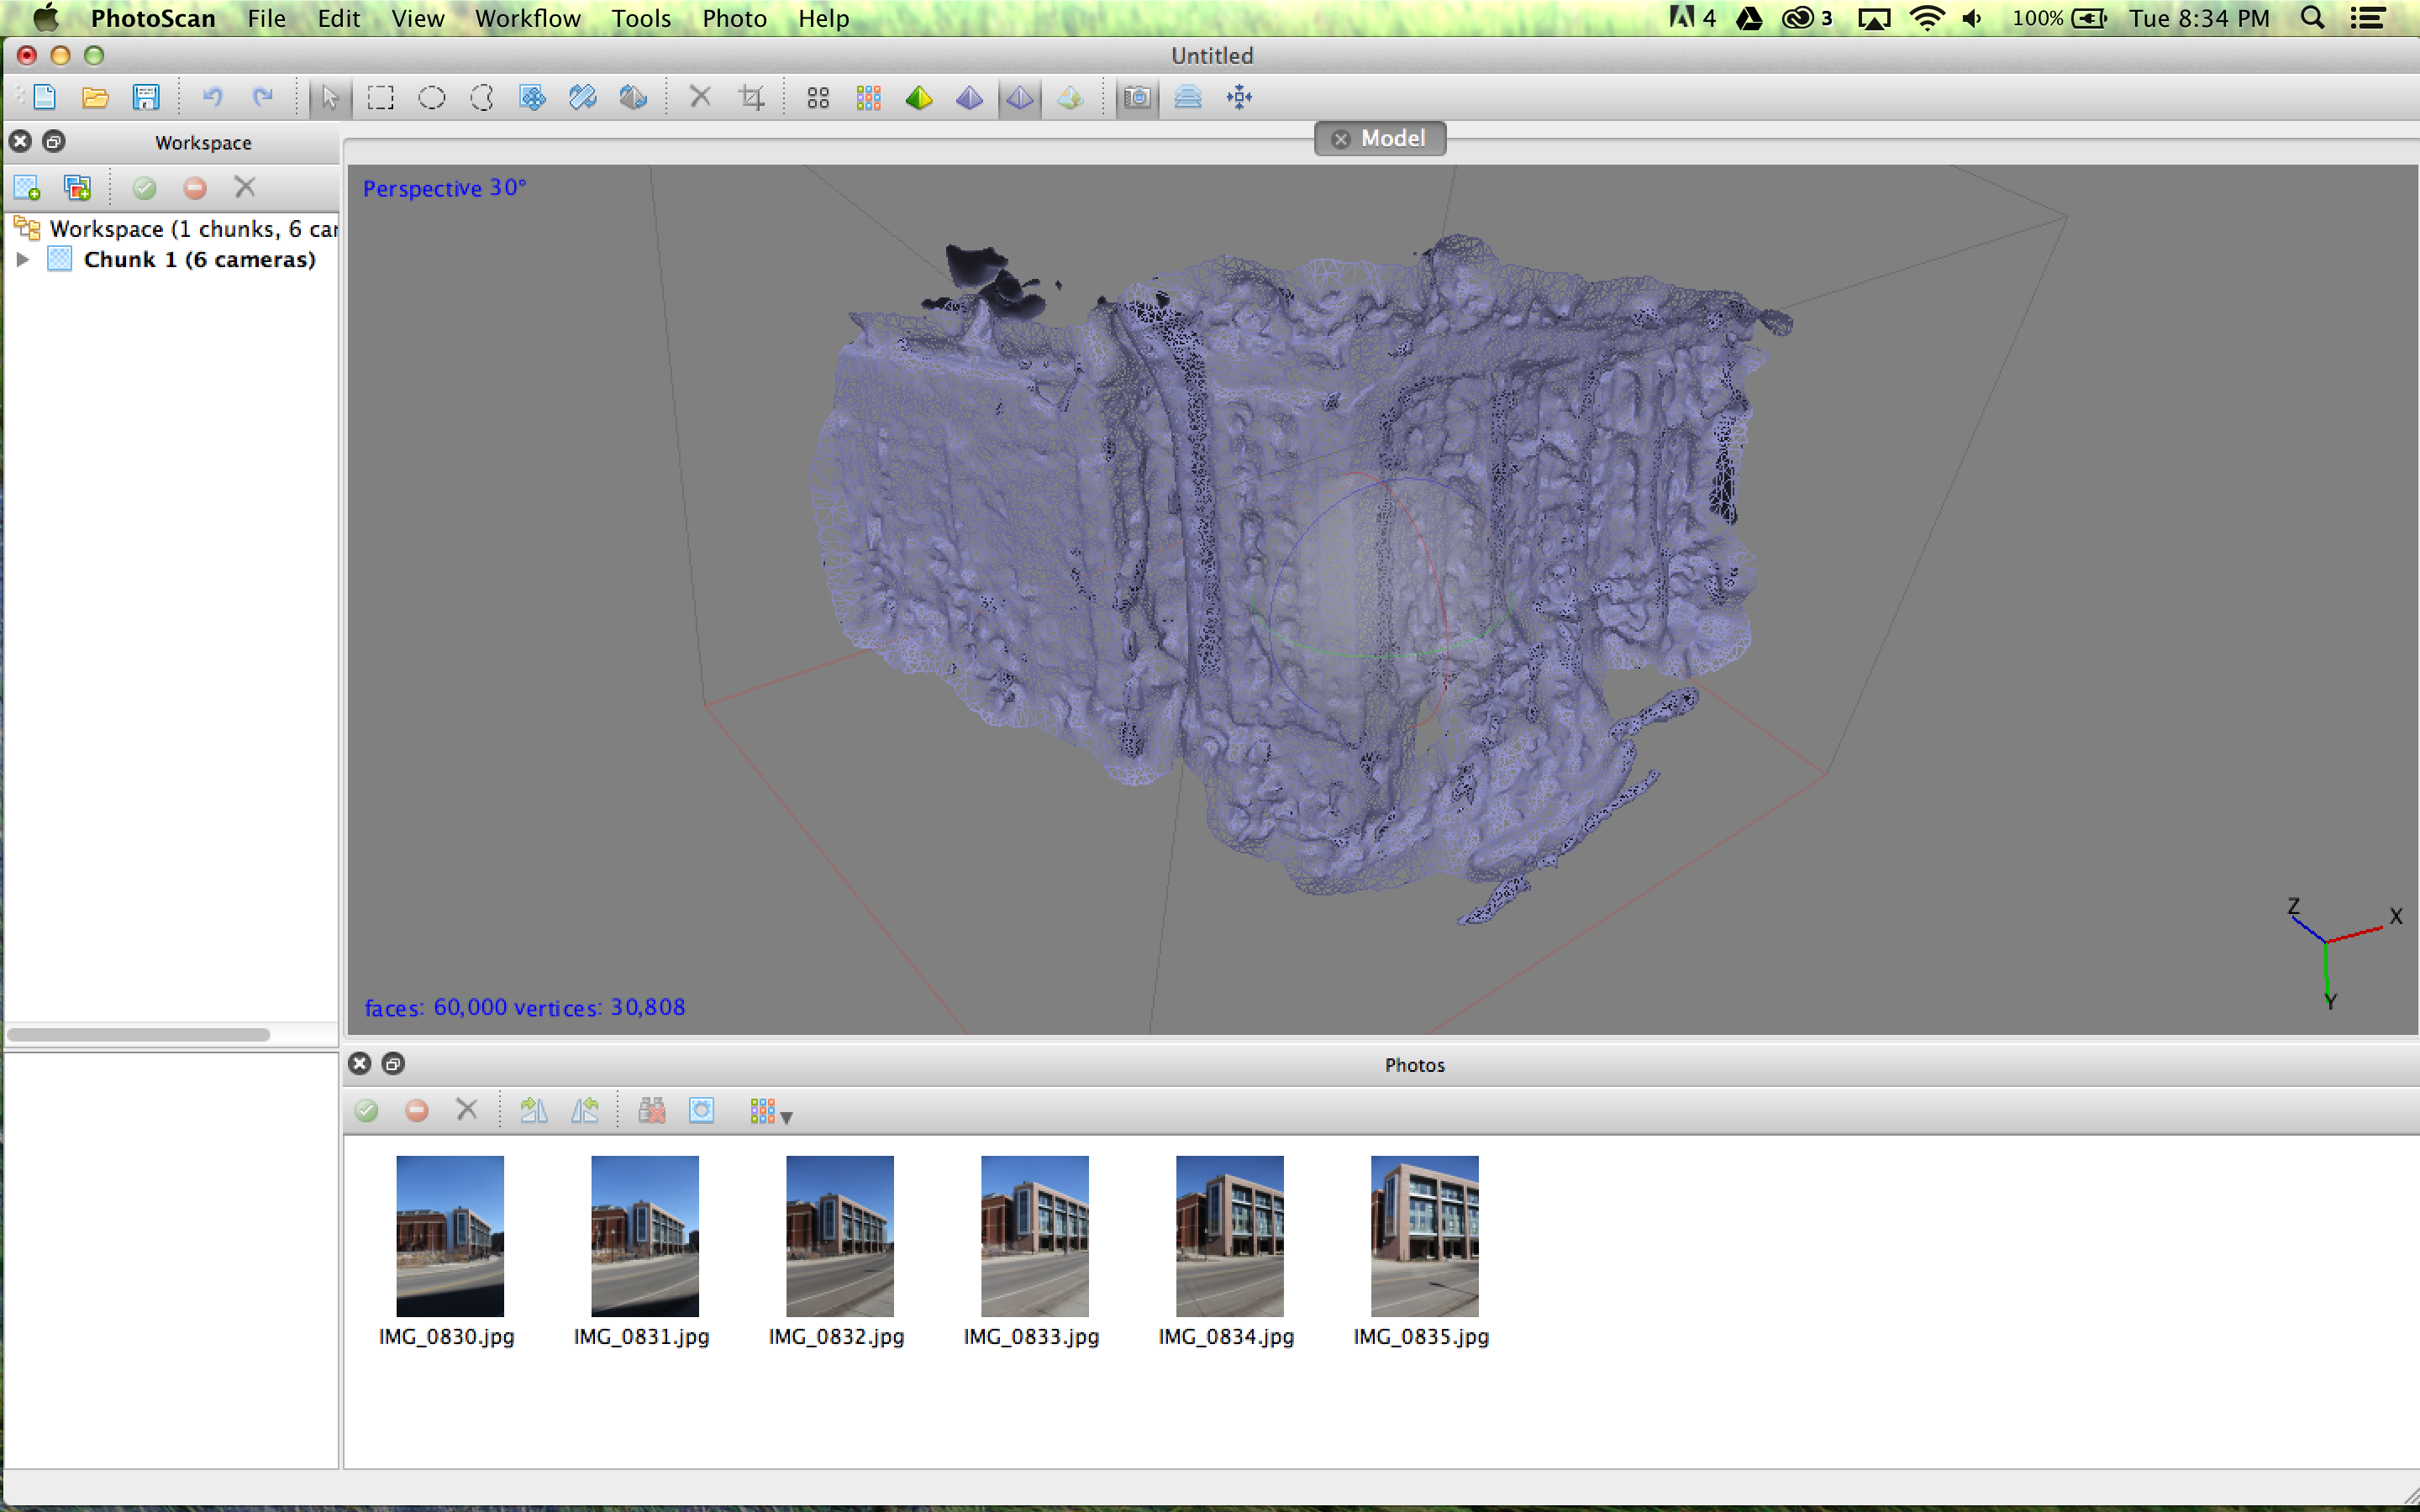 PhotoScan File Edit View Workflow Tools Photo Help 4 3 100% Tue 8:34 PM
Untitled
Workspace
Model
Workspace (1 chunks, 6 car
Chunk 1 (6 cameras)
Perspective 30°
Z
X
Y
faces: 60,000 vertices: 30,808
Photos
IMG_0830.jpg IMG_0831.jpg IMG_0832.jpg IMG_0833.jpg IMG_0834.jpg IMG_0835.jpg